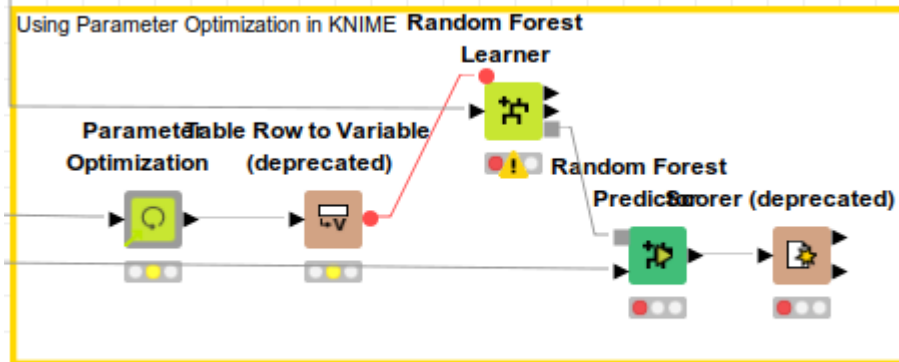 Using Parameter Optimization in KNIME
Random Forest
Learner
Parameter
Optimization
Table Row to Variable
(deprecated)
Random Forest
Predictor
Scorer (deprecated)